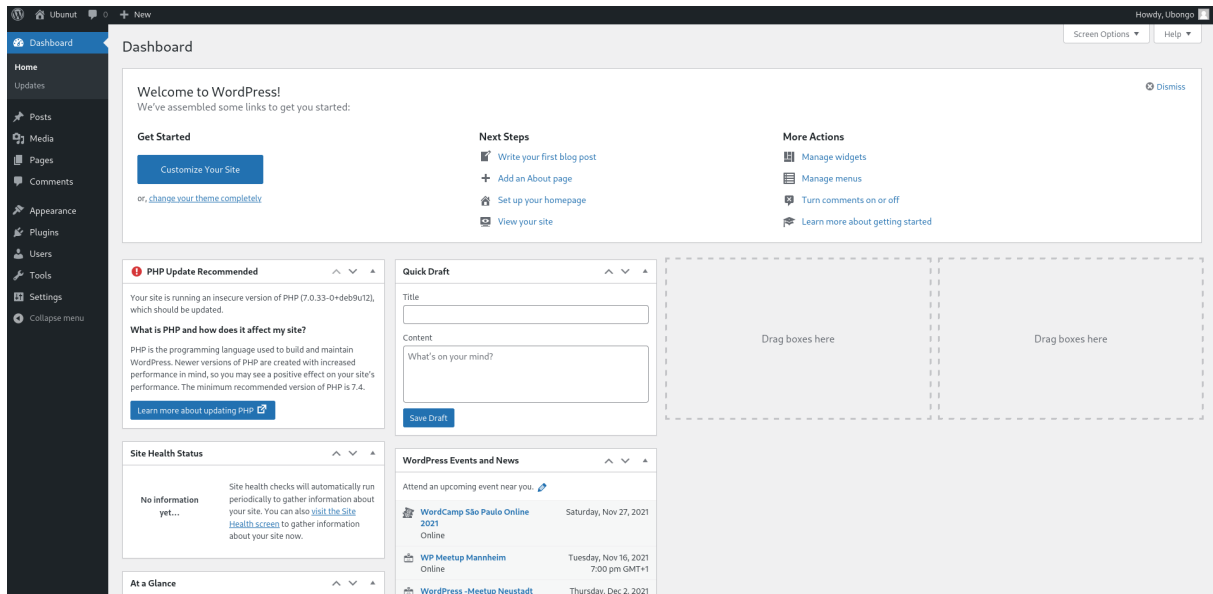 Ubunut 0 New
Howdy, Ubongo
Dashboard
Home
Updates
Posts
Media
Pages
Comments
Appearance
Plugins
Users
Tools
Settings
Collapse menu
Dashboard
Screen Options
Help
Welcome to WordPress!
We've assembled some links to get you started:
Dismiss
Get Started
Customize Your Site
or, change your theme completely
Next Steps
Write your first blog post
Add an About page
Set up your homepage
View your site
More Actions
Manage widgets
Manage menus
Turn comments on or off
Learn more about getting started
PHP Update Recommended
Your site is running an insecure version of PHP (7.0.33-0+deb9u12),
which should be updated.
What is PHP and how does it affect my site?
PHP is the programming language used to build and maintain
WordPress. Newer versions of PHP are created with increased
performance in mind, so you may see a positive effect on your site's
performance. The minimum recommended version of PHP is 7.4.
Learn more about updating PHP
Site Health Status
No information
yet...
Site health checks will automatically run
periodically to gather information about
your site. You can also visit the Site
Health screen to gather information
about your site now.
At a Glance
Quick Draft
Title
Content
What's on your mind?
Save Draft
WordPress Events and News
Attend an upcoming event near you.
WordCamp São Paulo Online
2021
Online
Saturday, Nov 27, 2021
WP Meetup Mannheim
Online
Tuesday, Nov 16, 2021
7:00 pm GMT+1
WordPress -Meetup Neustadt
Thursday, Dec 2, 2021
Drag boxes here
Drag boxes here